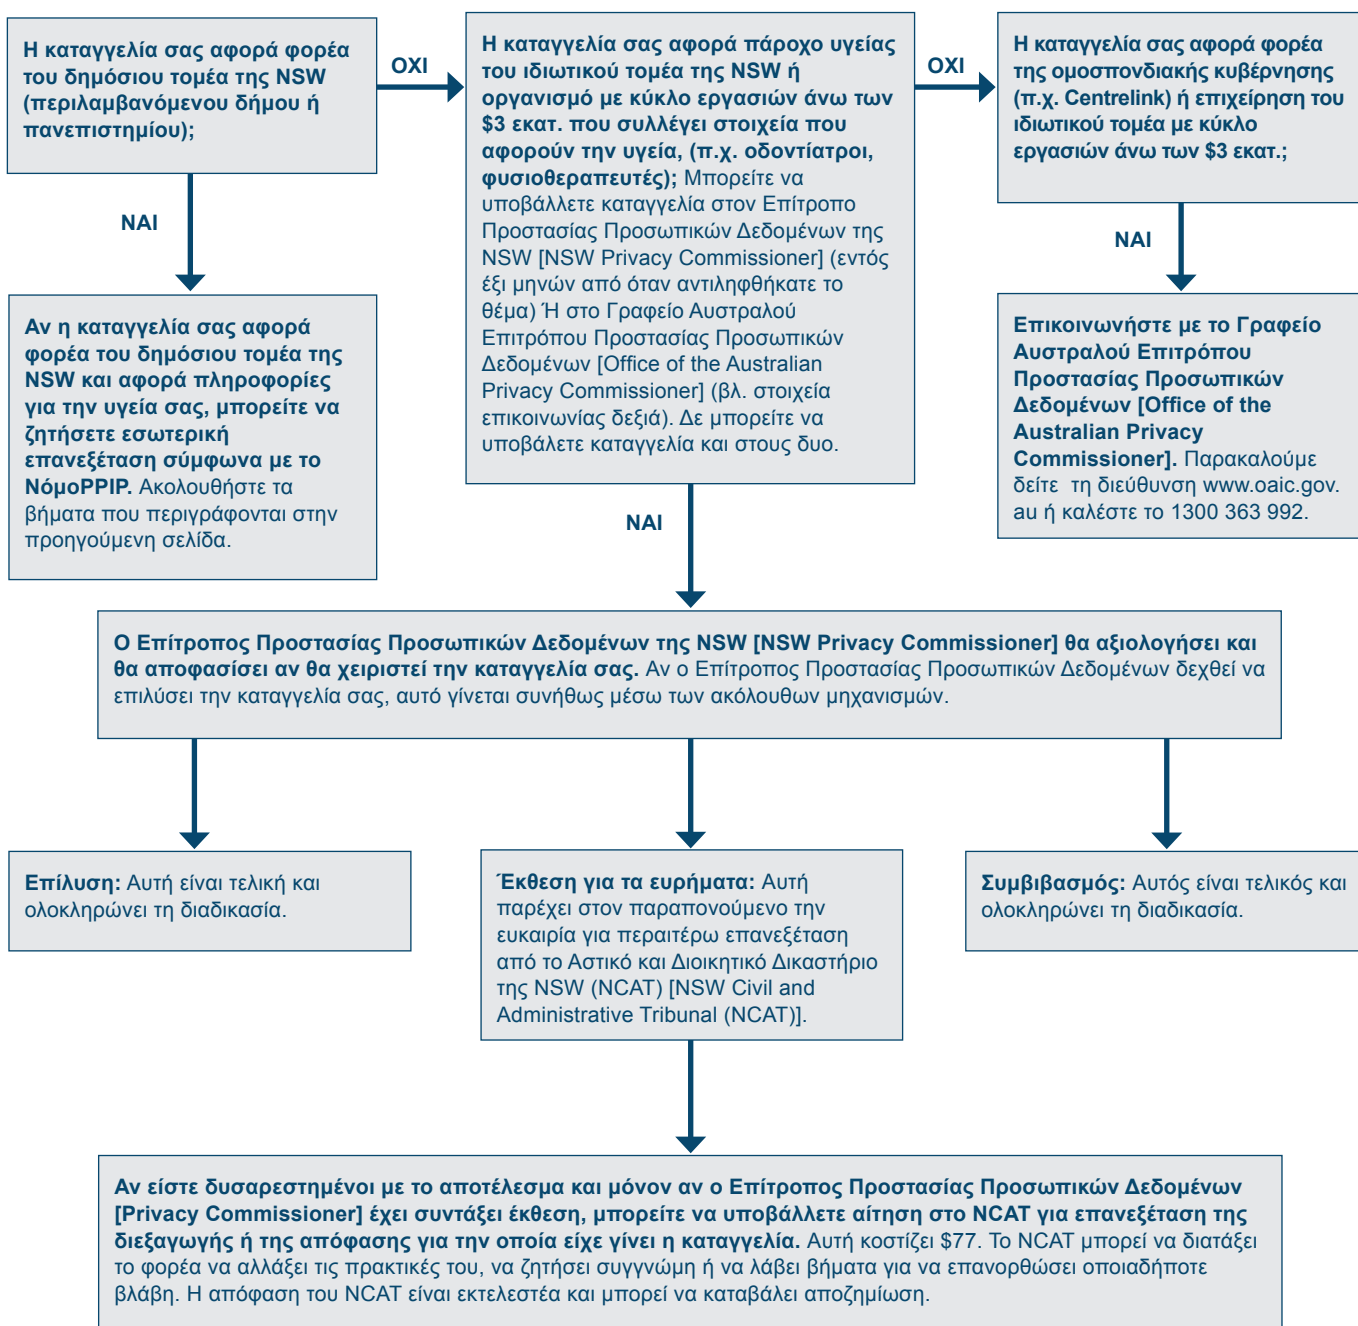 Η καταγγελία σας αφορά φορέα
του δημόσιου τομέα της NSW
(περιλαμβανόμενου δήμου ή
πανεπιστημίου);
ΟΧΙ
Η καταγγελία σας αφορά πάροχο υγείας
του ιδιωτικού τομέα της NSW ή
οργανισμό με κύκλο εργασιών άνω των
$3 εκατ. που συλλέγει στοιχεία που
αφορούν την υγεία, (π.χ. οδοντίατροι,
φυσιοθεραπευτές); Μπορείτε να
υποβάλλετε καταγγελία στον Επίτροπο
Προστασίας Προσωπικών Δεδομένων της
NSW [NSW Privacy Commissioner] (εντός
έξι μηνών από όταν αντιληφθήκατε το
θέμα) Ή στο Γραφείο Αυστραλού
Επιτρόπου Προστασίας Προσωπικών
Δεδομένων [Office of the Australian
Privacy Commissioner] (βλ. στοιχεία
επικοινωνίας δεξιά). Δε μπορείτε να
υποβάλετε καταγγελία και στους δυο.
ΟΧΙ
Η καταγγελία σας αφορά φορέα
της ομοσπονδιακής κυβέρνησης
(π.χ. Centrelink) ή επιχείρηση του
ιδιωτικού τομέα με κύκλο
εργασιών άνω των $3 εκατ.;
ΝΑΙ
Αν η καταγγελία σας αφορά
φορέα του δημόσιου τομέα της
NSW και αφορά πληροφορίες
για την υγεία σας, μπορείτε να
ζητήσετε εσωτερική
επανεξέταση σύμφωνα με το
ΝόμοPPIP. Ακολουθήστε τα
βήματα που περιγράφονται στην
προηγούμενη σελίδα.
ΝΑΙ
ΝΑΙ
Επικοινωνήστε με το Γραφείο
Αυστραλού Επιτρόπου
Προστασίας Προσωπικών
Δεδομένων [Office of the
Australian Privacy
Commissioner]. Παρακαλούμε
δείτε  τη διεύθυνση www.oaic.gov.
au ή καλέστε το 1300 363 992.
Ο Επίτροπος Προστασίας Προσωπικών Δεδομένων της NSW [NSW Privacy Commissioner] θα αξιολογήσει και
θα αποφασίσει αν θα χειριστεί την καταγγελία σας. Αν ο Επίτροπος Προστασίας Προσωπικών Δεδομένων δεχθεί να
επιλύσει την καταγγελία σας, αυτό γίνεται συνήθως μέσω των ακόλουθων μηχανισμών.
Επίλυση: Αυτή είναι τελική και
ολοκληρώνει τη διαδικασία.
Έκθεση για τα ευρήματα: Αυτή
παρέχει στον παραπονούμενο την
ευκαιρία για περαιτέρω επανεξέταση
από το Αστικό και Διοικητικό Δικαστήριο
της NSW (NCAT) [NSW Civil and
Administrative Tribunal (NCAT)].
Συμβιβασμός: Αυτός είναι τελικός και
ολοκληρώνει τη διαδικασία.
Αν είστε δυσαρεστημένοι με το αποτέλεσμα και μόνον αν ο Επίτροπος Προστασίας Προσωπικών Δεδομένων
[Privacy Commissioner] έχει συντάξει έκθεση, μπορείτε να υποβάλλετε αίτηση στο NCAT για επανεξέταση της
διεξαγωγής ή της απόφασης για την οποία είχε γίνει η καταγγελία. Αυτή κοστίζει $77. Το NCAT μπορεί να διατάξει
το φορέα να αλλάξει τις πρακτικές του, να ζητήσει συγγνώμη ή να λάβει βήματα για να επανορθώσει οποιαδήποτε
βλάβη. Η απόφαση του NCAT είναι εκτελεστέα και μπορεί να καταβάλει αποζημίωση.